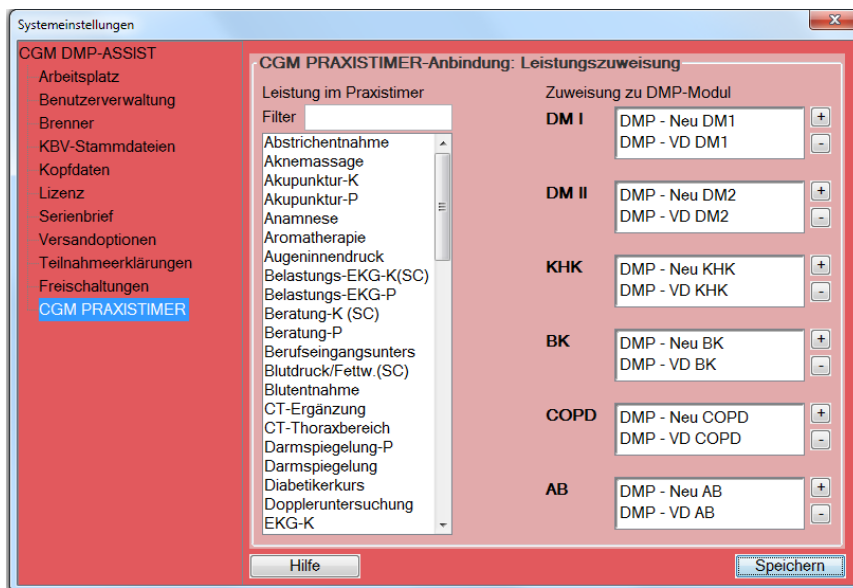 Systemeinstellungen
x
CGM DMP-ASSIST
Arbeitsplatz
Benutzerverwaltung
Brenner
KBV-Stammdateien
Kopfdaten
Lizenz
Serienbrief
Versandoptionen
Teilnahmeerklärungen
Freischaltungen
CGM PRAXISTIMER
CGM PRAXISTIMER-Anbindung: Leistungszuweisung
Leistung im Praxistimer
Filter
Abstrichentnahme
Aknemassage
Akupunktur-K
Akupunktur-P
Anamnese
Aromatherapie
Augeninnendruck
Belastungs-EKG-K(SC)
Belastungs-EKG-P
Beratung-K (SC)
Beratung-P
Berufseingangsunters
Blutdruck/Fettw.(SC)
Blutentnahme
CT-Ergänzung
CT-Thoraxbereich
Darmspiegelung-P
Darmspiegelung
Diabetikerkurs
Doppleruntersuchung
EKG-K
Zuweisung zu DMP-Modul
DM I
DMP - Neu DM1
+
DMP - VD DM1
-
DM II
DMP - Neu DM2
+
DMP - VD DM2
-
KHK
DMP - Neu KHK
+
DMP - VD KHK
-
BK
DMP - Neu BK
+
DMP - VD BK
-
COPD
DMP - Neu COPD
+
DMP - VD COPD
-
AB
DMP - Neu AB
+
DMP - VD AB
-
Hilfe
Speichern